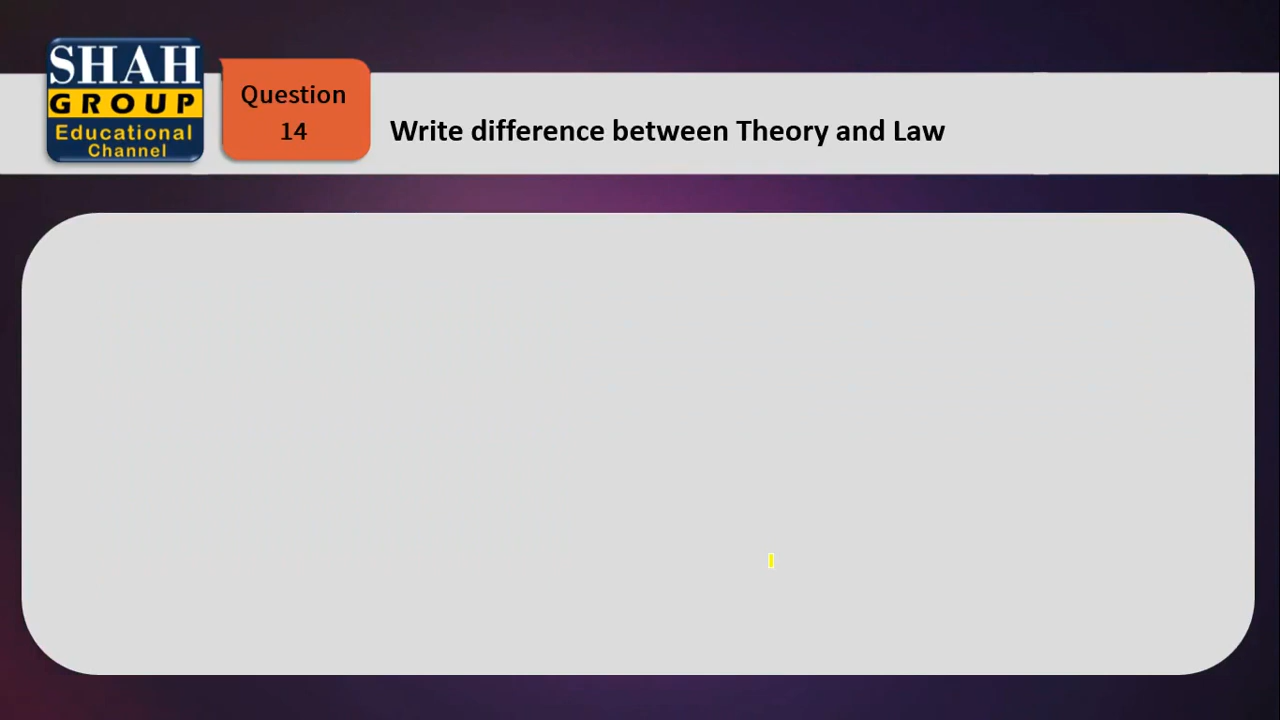 SHAH
GROUP
Educational
Channel
Question
14
Write difference between Theory and Law